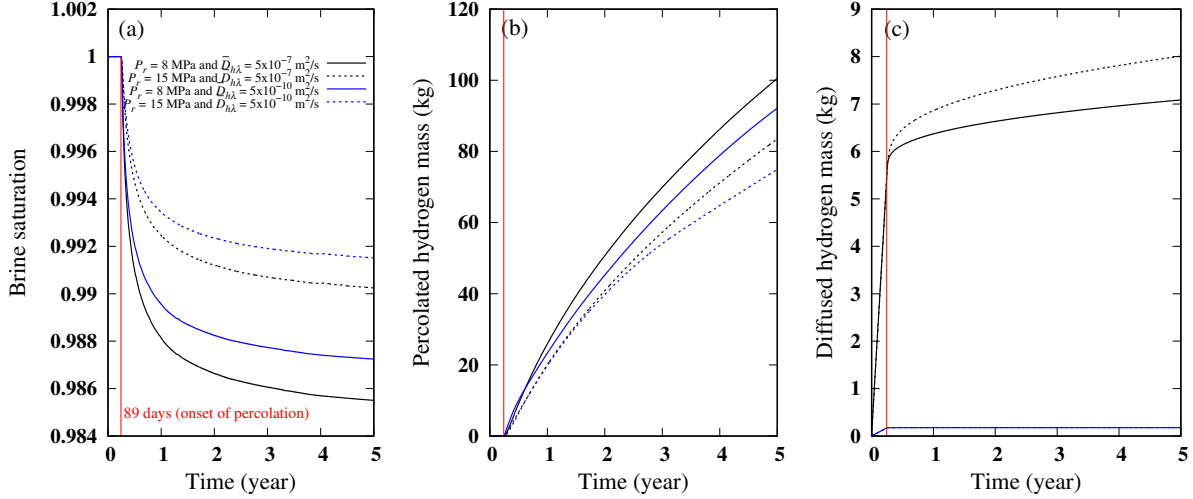 (a)
P_r = 8 MPa and D̄_hλ = 5x10^-7 m^2/s
P_r = 15 MPa and D̄_hλ = 5x10^-7 m^2/s
P_r = 8 MPa and D̄_hλ = 5x10^-10 m^2/s
P_r = 15 MPa and D̄_hλ = 5x10^-10 m^2/s
1.002
1
0.998
0.996
0.994
0.992
0.99
0.988
0.986
0.984
Brine saturation
89 days (onset of percolation)
0 1 2 3 4 5
Time (year)
(b)
120
100
80
60
40
20
0
Percolated hydrogen mass (kg)
0 1 2 3 4 5
Time (year)
(c)
9
8
7
6
5
4
3
2
1
0
Diffused hydrogen mass (kg)
0 1 2 3 4 5
Time (year)